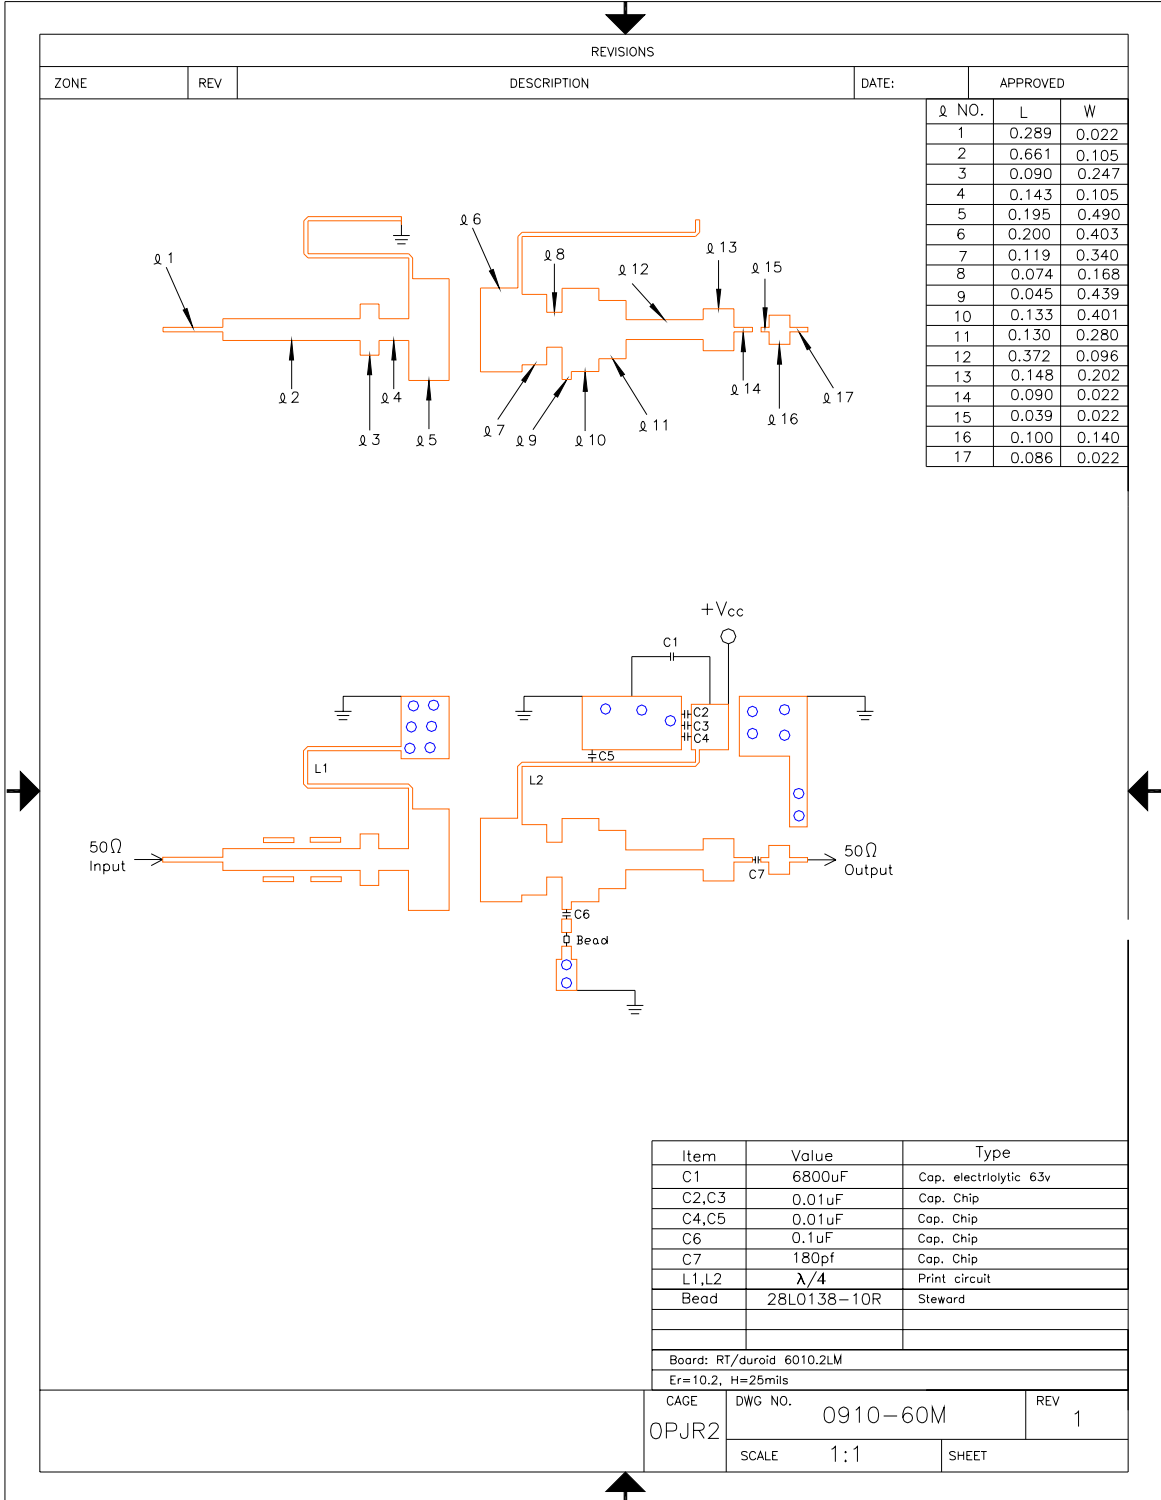 REVISIONS
ZONE REV DESCRIPTION DATE: APPROVED
ℓ NO. L W
1 0.289 0.022
2 0.661 0.105
3 0.090 0.247
4 0.143 0.105
5 0.195 0.490
6 0.200 0.403
7 0.119 0.340
8 0.074 0.168
9 0.045 0.439
10 0.133 0.401
11 0.130 0.280
12 0.372 0.096
13 0.148 0.202
14 0.090 0.022
15 0.039 0.022
16 0.100 0.140
17 0.086 0.022
ℓ 6
ℓ 13
ℓ 1
ℓ 8
ℓ 12
ℓ 15
ℓ 2
ℓ 4
ℓ 14
ℓ 17
ℓ 3
ℓ 5
ℓ 7
ℓ 9
ℓ 10
ℓ 11
ℓ 16
+Vcc
C1
C2
C3
C4
C5
L1
L2
50Ω
Input
50Ω
Output
C7
C6
Bead
Item Value Type
C1 6800uF Cap. electrlolytic 63v
C2,C3 0.01uF Cap. Chip
C4,C5 0.01uF Cap. Chip
C6 0.1uF Cap. Chip
C7 180pf Cap. Chip
L1,L2 λ/4 Print circuit
Bead 28L0138-10R Steward
Board: RT/duroid 6010.2LM
Er=10.2, H=25mils
CAGE DWG NO. REV
0PJR2 0910-60M 1
SCALE 1:1 SHEET